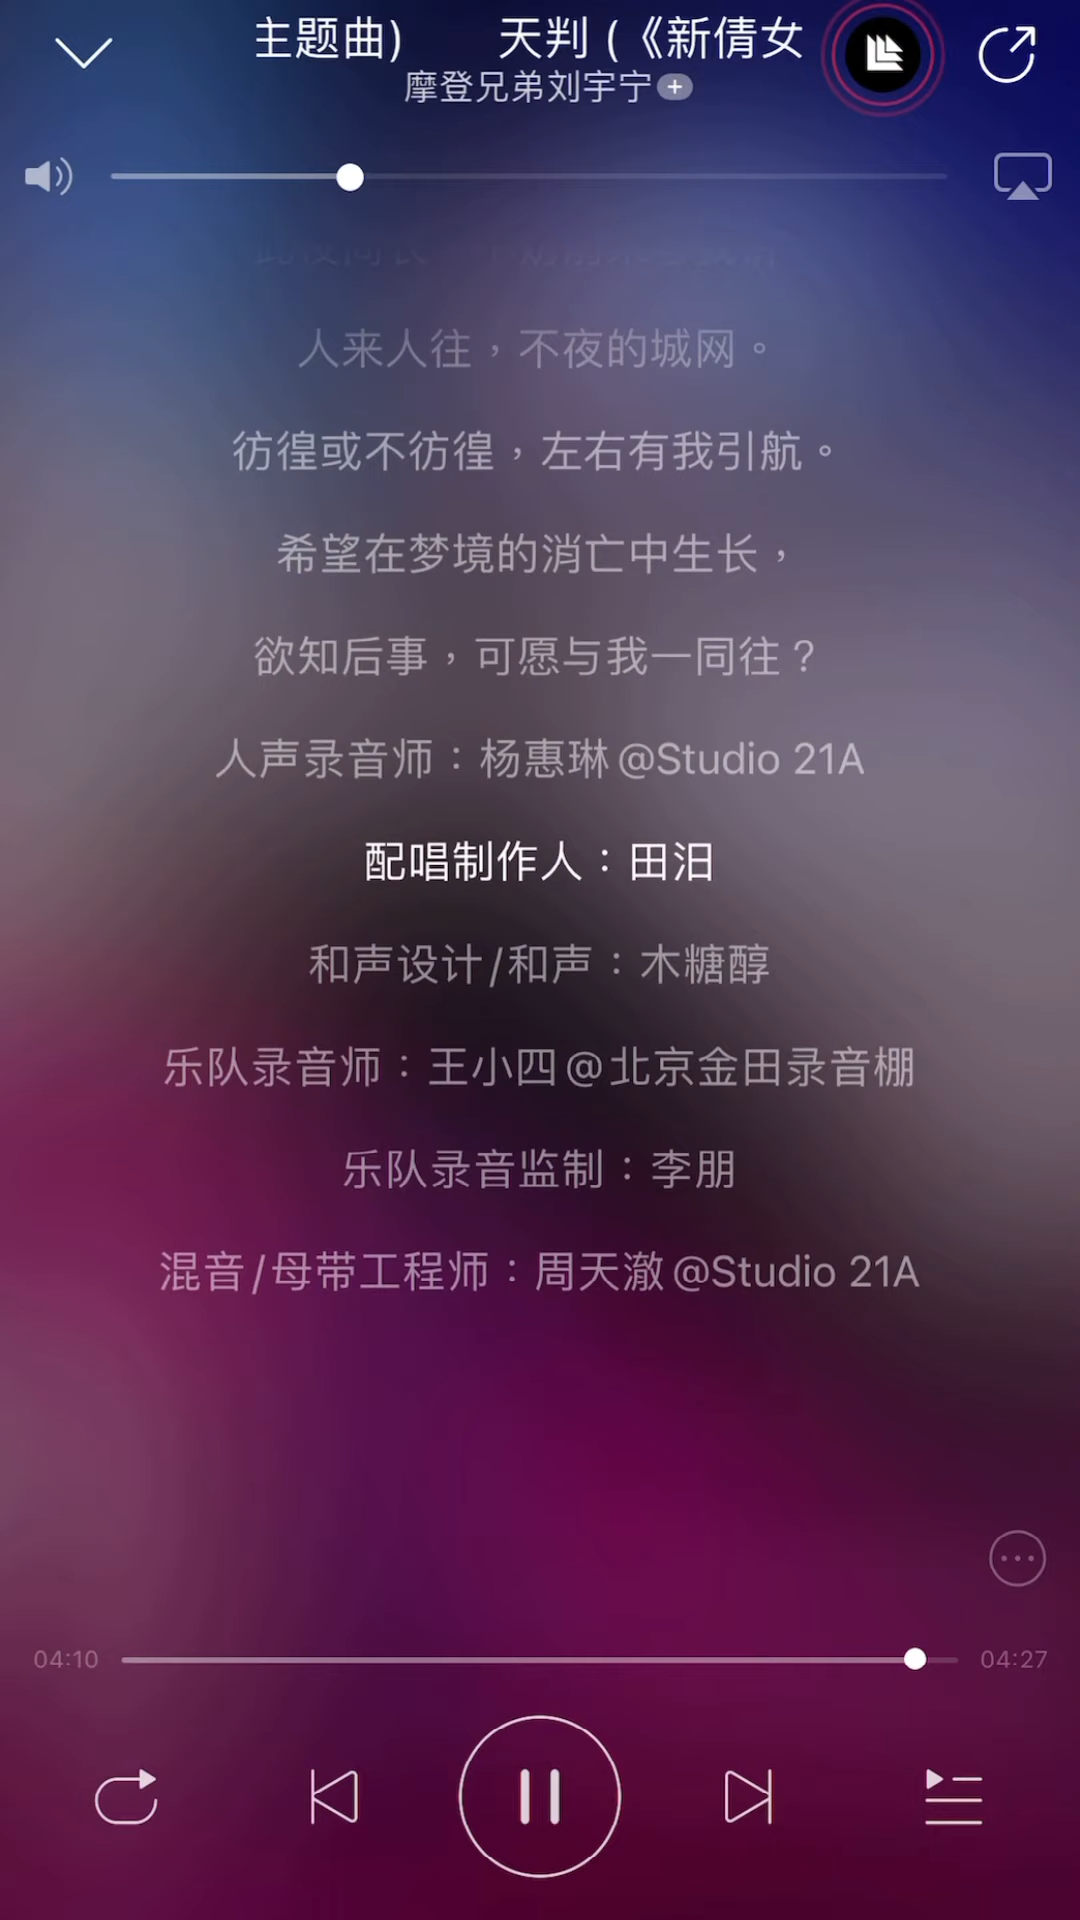 主题曲) 天判 (《新倩女
摩登兄弟刘宇宁
人来人往，不夜的城网。
彷徨或不彷徨，左右有我引航。
希望在梦境的消亡中生长，
欲知后事，可愿与我一同往？
人声录音师：杨惠琳@Studio 21A
配唱制作人：田汨
和声设计/和声：木糖醇
乐队录音师：王小四@北京金田录音棚
乐队录音监制：李朋
混音/母带工程师：周天澈@Studio 21A
04:10 04:27